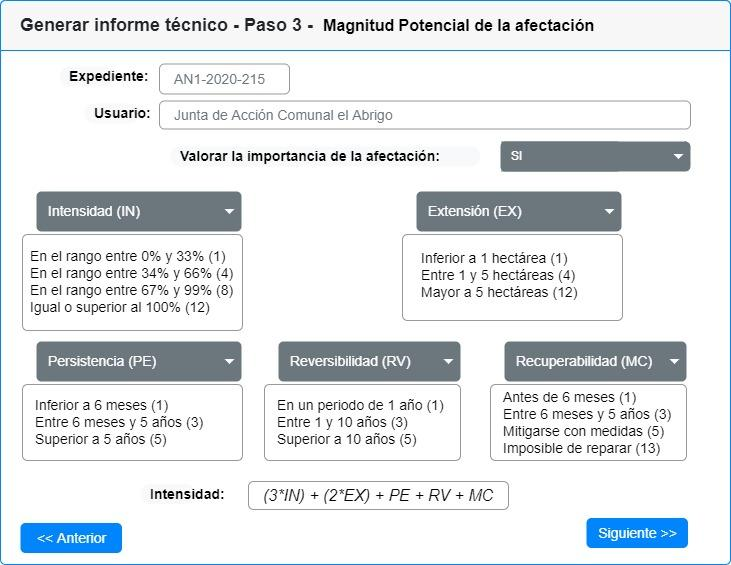 Generar informe técnico - Paso 3 - Magnitud Potencial de la afectación
Expediente: AN1-2020-215
Usuario: Junta de Acción Comunal el Abrigo
Valorar la importancia de la afectación: SI
Intensidad (IN)
En el rango entre 0% y 33% (1)
En el rango entre 34% y 66% (4)
En el rango entre 67% y 99% (8)
Igual o superior al 100% (12)
Extensión (EX)
Inferior a 1 hectárea (1)
Entre 1 y 5 hectáreas (4)
Mayor a 5 hectáreas (12)
Persistencia (PE)
Inferior a 6 meses (1)
Entre 6 meses y 5 años (3)
Superior a 5 años (5)
Reversibilidad (RV)
En un periodo de 1 año (1)
Entre 1 y 10 años (3)
Superior a 10 años (5)
Recuperabilidad (MC)
Antes de 6 meses (1)
Entre 6 meses y 5 años (3)
Mitigarse con medidas (5)
Imposible de reparar (13)
Intensidad: (3*IN) + (2*EX) + PE + RV + MC
<< Anterior
Siguiente >>